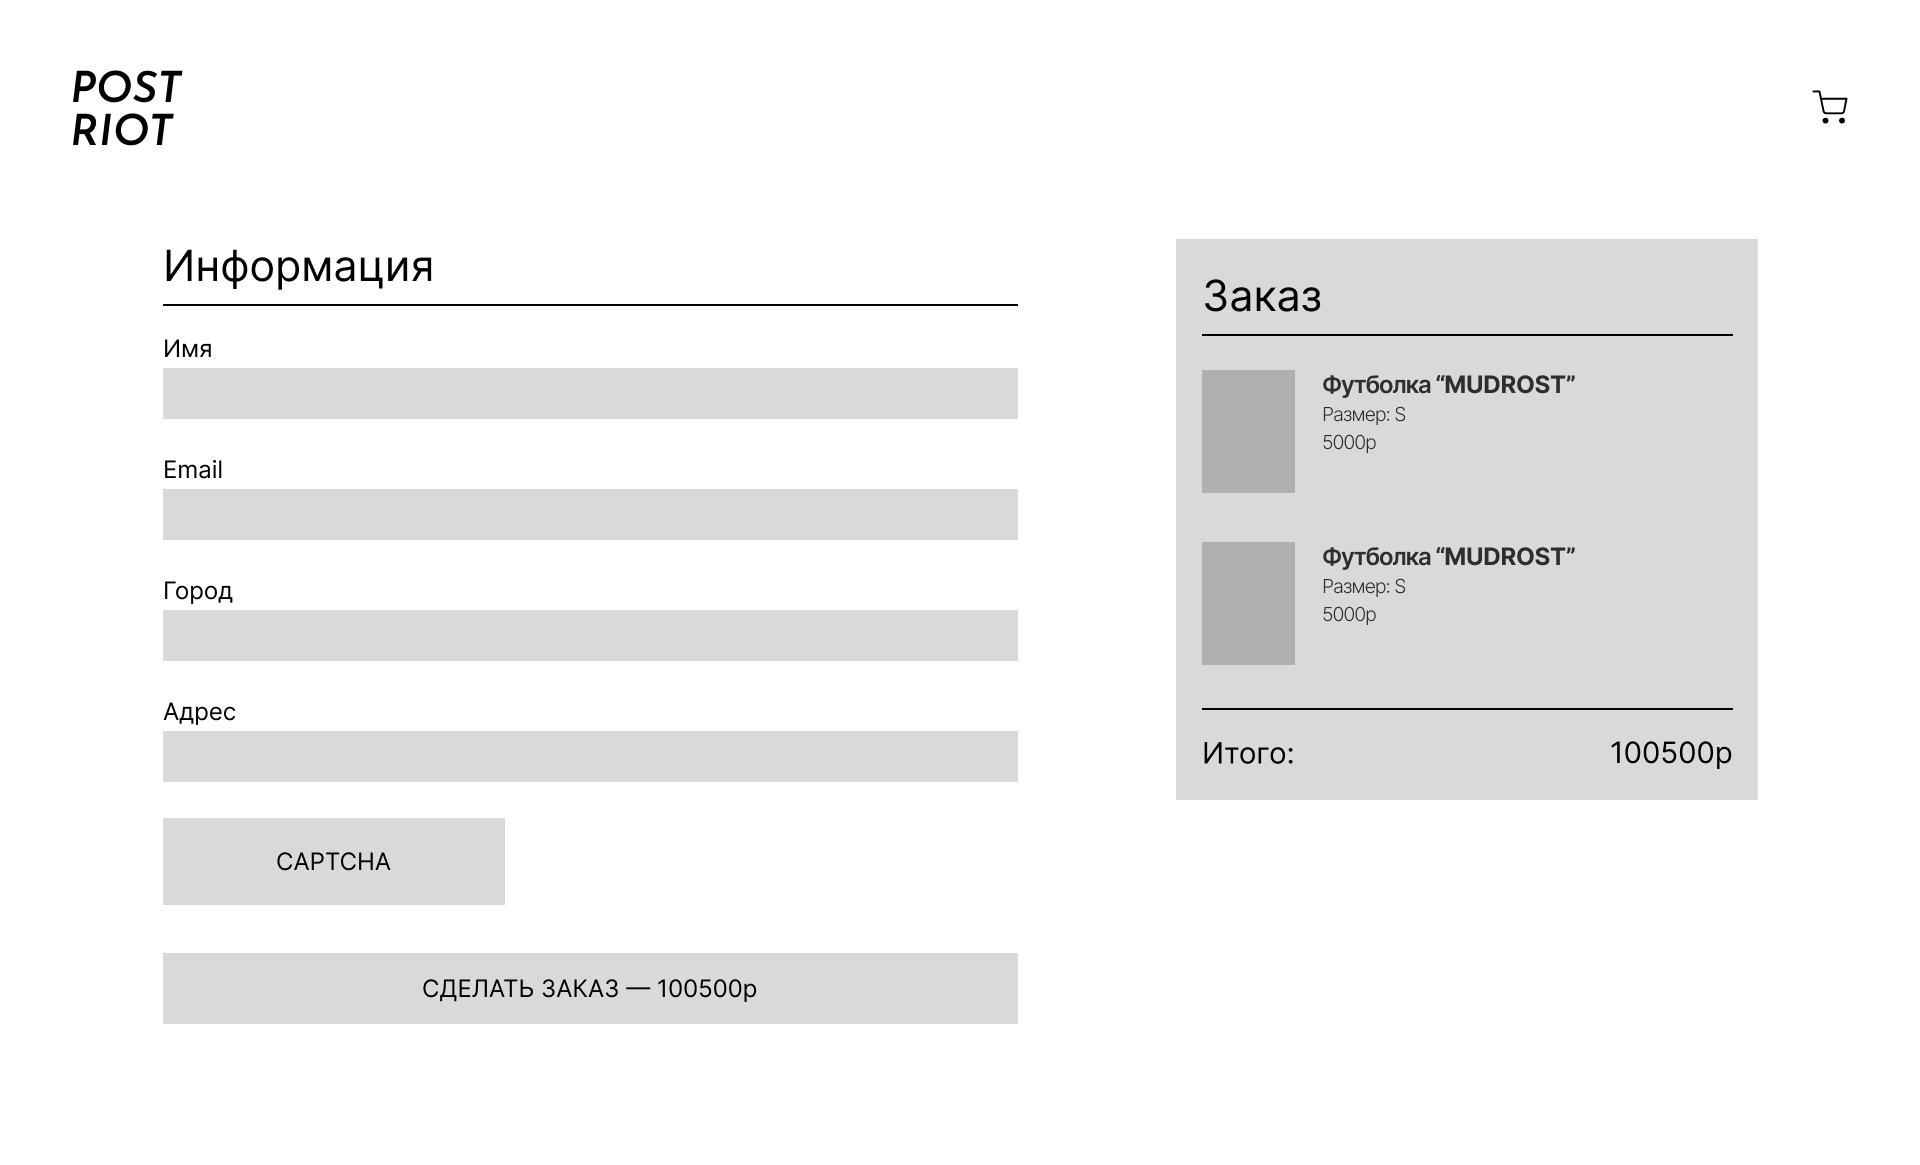 POST
RIOT
Информация
Имя
Email
Город
Адрес
CAPTCHA
СДЕЛАТЬ ЗАКАЗ — 100500р
Заказ
Футболка “MUDROST”
Размер: S
5000р
Футболка “MUDROST”
Размер: S
5000р
Итого:
100500р